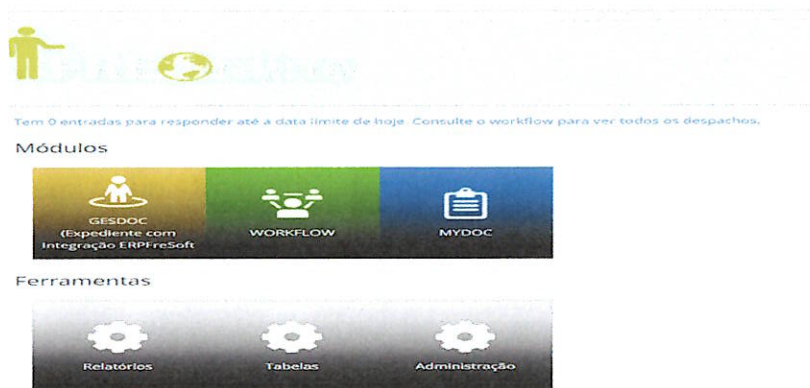 Tem 0 entradas para responder até à data limite de hoje. Consulte o workflow para ver todos os despachos.
Módulos
GESDOC
(Expediente com
Integração ERPFreSoft
WORKFLOW
MYDOC
Ferramentas
Relatórios
Tabelas
Administração